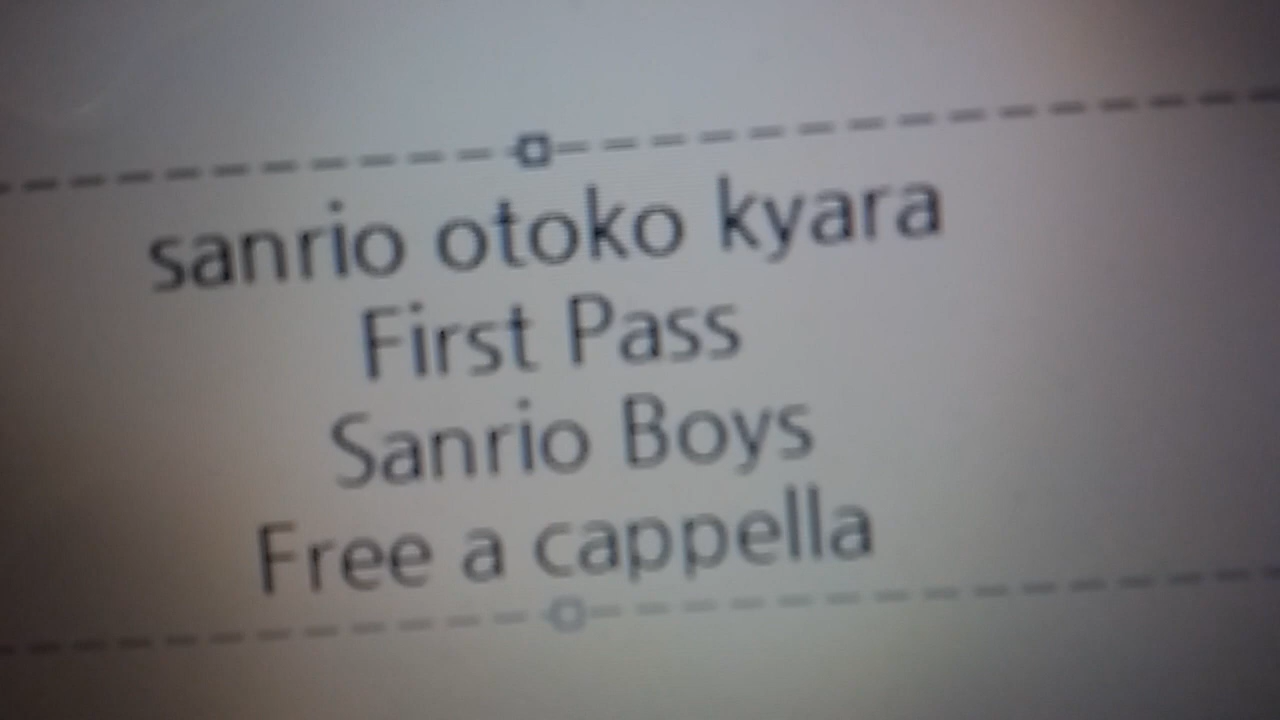 sanrio otoko kyara
First Pass
Sanrio Boys
Free a cappella